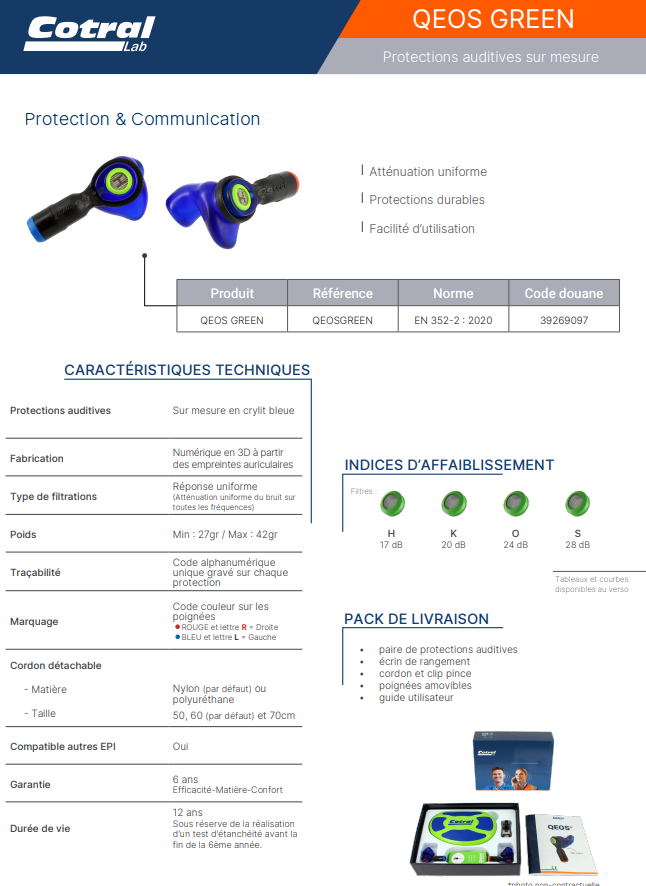 Cotral
Lab
QEOS GREEN
Protections auditives sur mesure
Protection & Communication
Atténuation uniforme
Protections durables
Facilité d'utilisation
H
H
Produit Référence Norme Code douane
QEOS GREEN QEOSGREEN EN 352-2 : 2020 39269097
CARACTÉRISTIQUES TECHNIQUES
Protections auditives Sur mesure en crylit bleue
Fabrication Numérique en 3D à partir
des empreintes auriculaires
Type de filtrations Réponse uniforme
(Atténuation uniforme du bruit sur
toutes les fréquences)
Poids Min : 27gr / Max : 42gr
Traçabilité Code alphanumérique
unique gravé sur chaque
protection
Marquage Code couleur sur les
poignées
ROUGE et lettre R = Droite
BLEU et lettre L = Gauche
Cordon détachable
- Matière Nylon (par défaut) ou
polyuréthane
- Taille 50, 60 (par défaut) et 70cm
Compatible autres EPI Oui
Garantie 6 ans
Efficacité-Matière-Confort
Durée de vie 12 ans
Sous réserve de la réalisation
d'un test d'étanchéité avant la
fin de la 6ème année.
INDICES D'AFFAIBLISSEMENT
Filtres :
H K O S
17 dB 20 dB 24 dB 28 dB
Tableaux et courbes
disponibles au verso
PACK DE LIVRAISON
• paire de protections auditives
• écrin de rangement
• cordon et clip pince
• poignées amovibles
• guide utilisateur
Cotral
Cotral
QEOS
*photo non-contractuelle